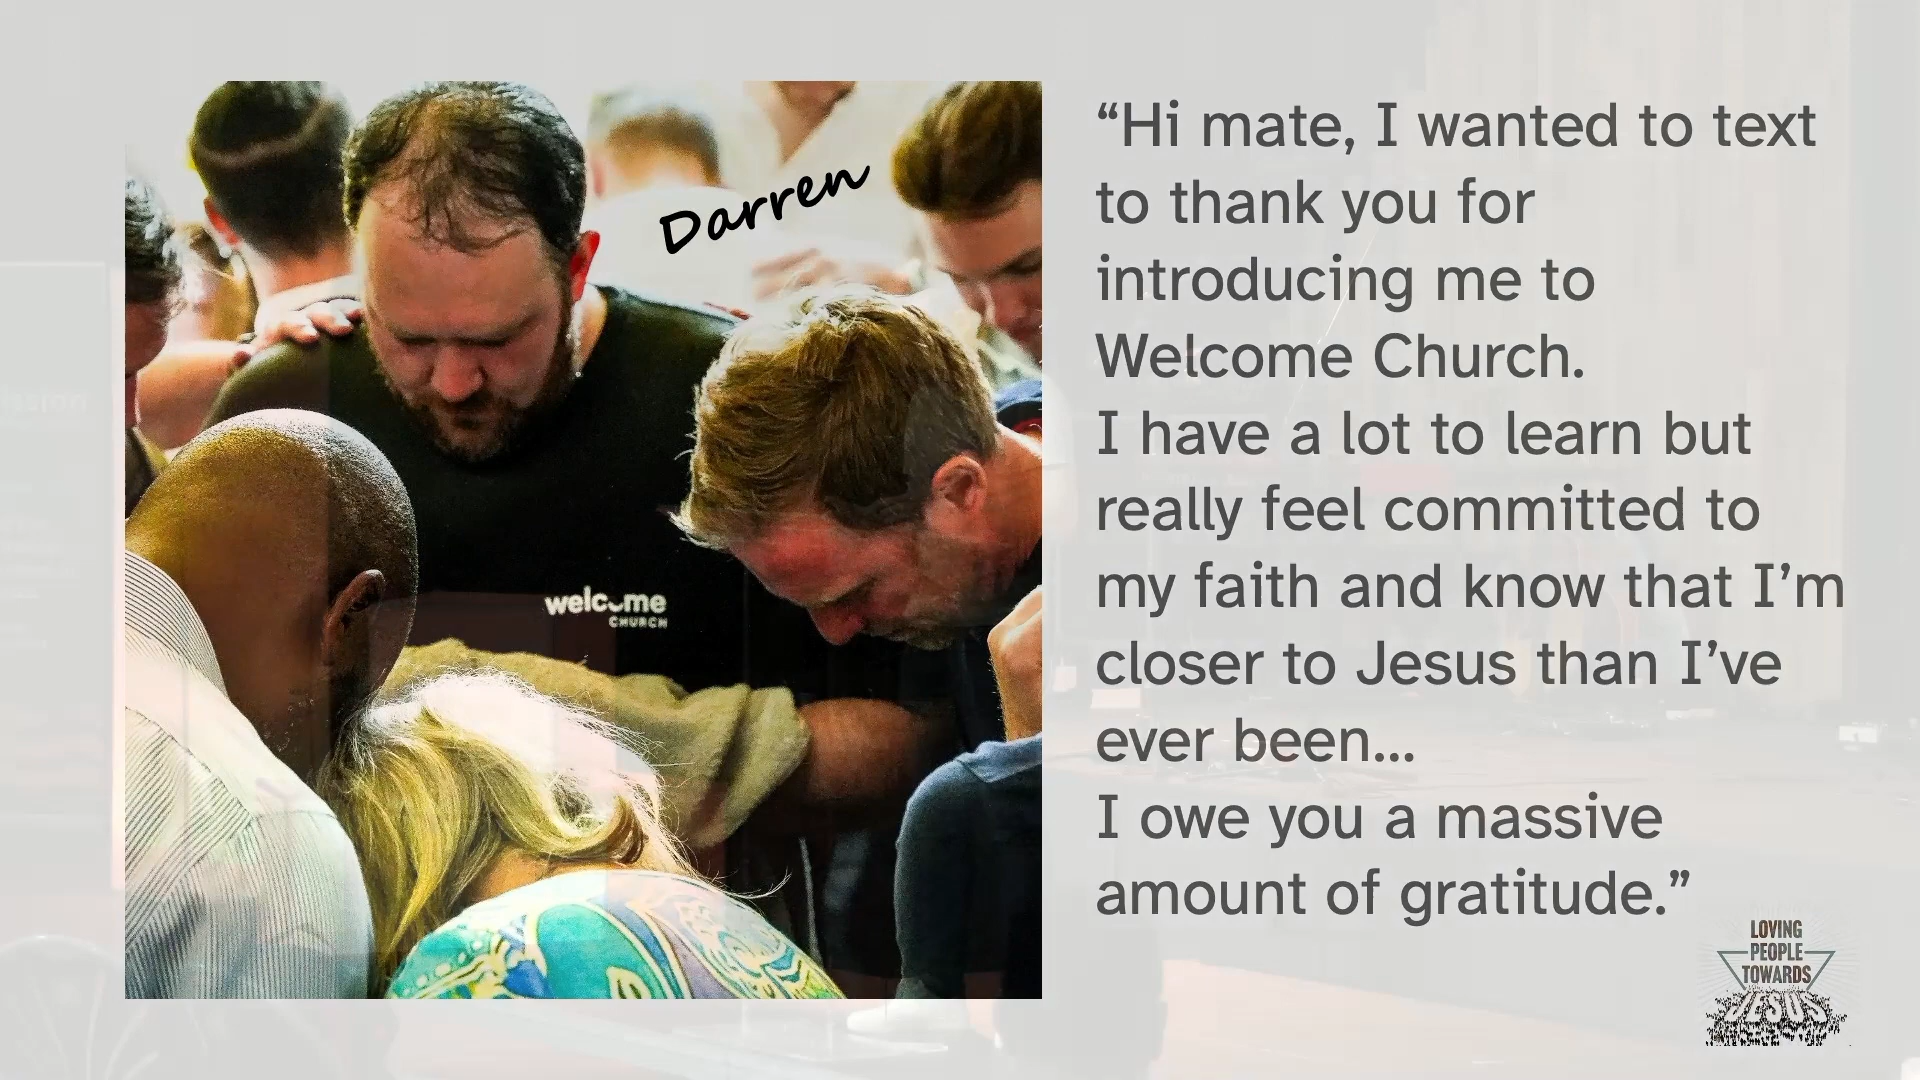 Darren
welcome
CHURCH
“Hi mate, I wanted to text
to thank you for
introducing me to
Welcome Church.
I have a lot to learn but
really feel committed to
my faith and know that I’m
closer to Jesus than I’ve
ever been...
I owe you a massive
amount of gratitude.”
LOVING
PEOPLE
TOWARDS
JESUS